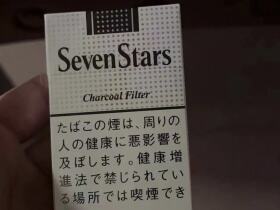 SevenStars
Charcoal Filter
たばこの煙は、周りの
人の健康に悪影響を
及ぼします。健康増
進法で禁じられてい
る場所では喫煙でき